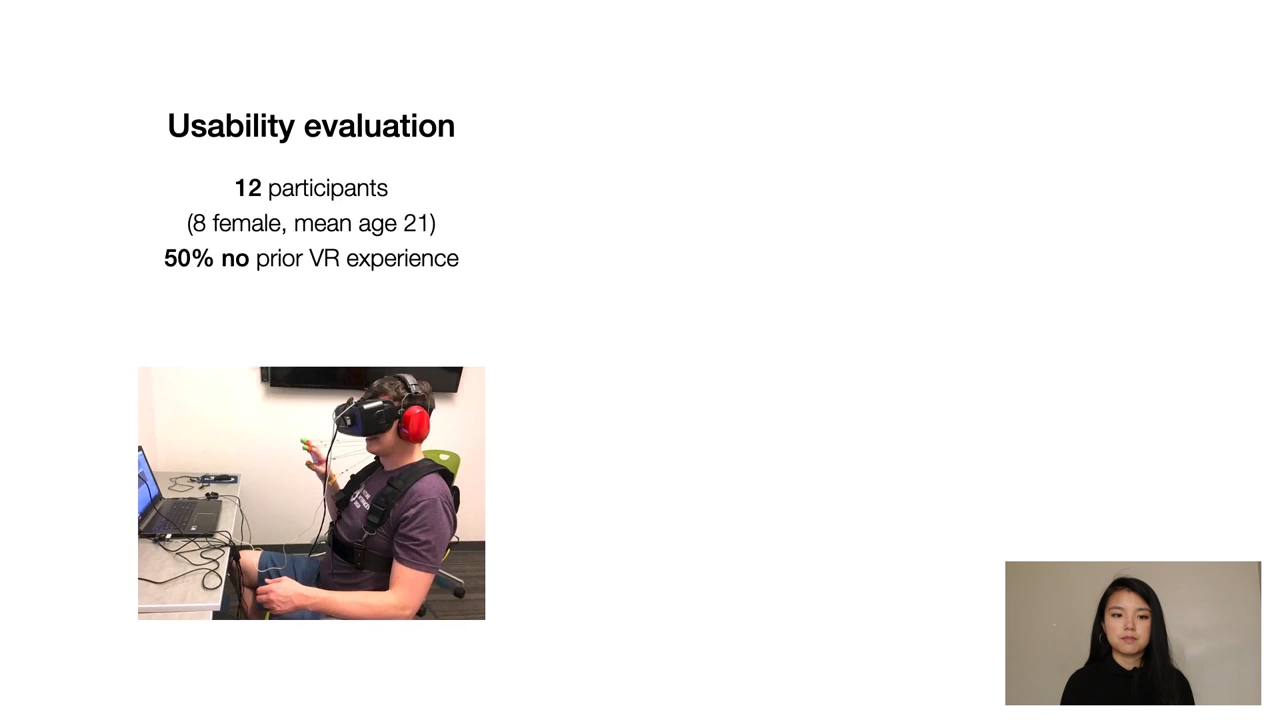 Usability evaluation
12 participants
(8 female, mean age 21)
50% no prior VR experience